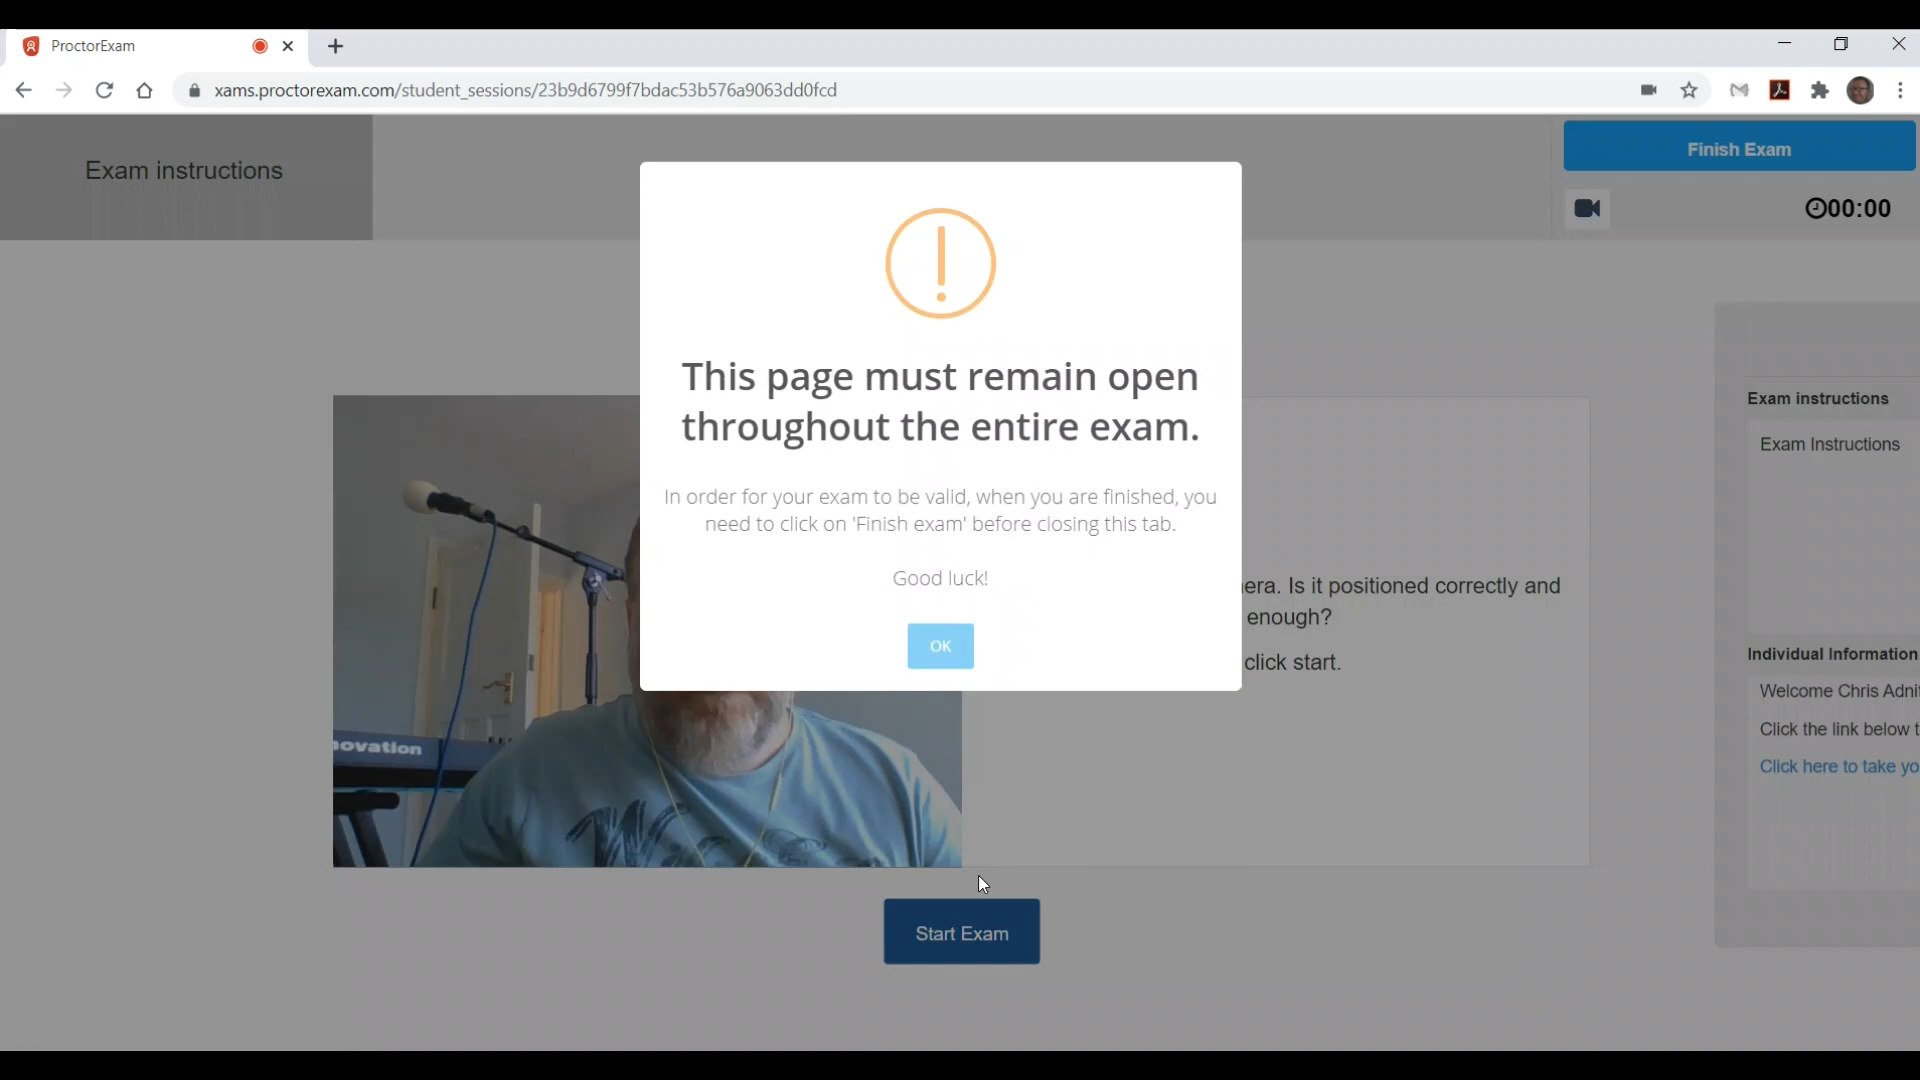 ProctorExam
xams.proctorexam.com/student_sessions/23b9d6799f7bdac53b576a9063dd0fcd
Exam instructions
Finish Exam
00:00
This page must remain open
throughout the entire exam.
In order for your exam to be valid, when you are finished, you
need to click on 'Finish exam' before closing this tab.
Good luck!
OK
era. Is it positioned correctly and
enough?
click start.
Exam instructions
Exam Instructions
Individual Information
Welcome Chris Adni
Click the link below t
Click here to take yo
novation
Start Exam